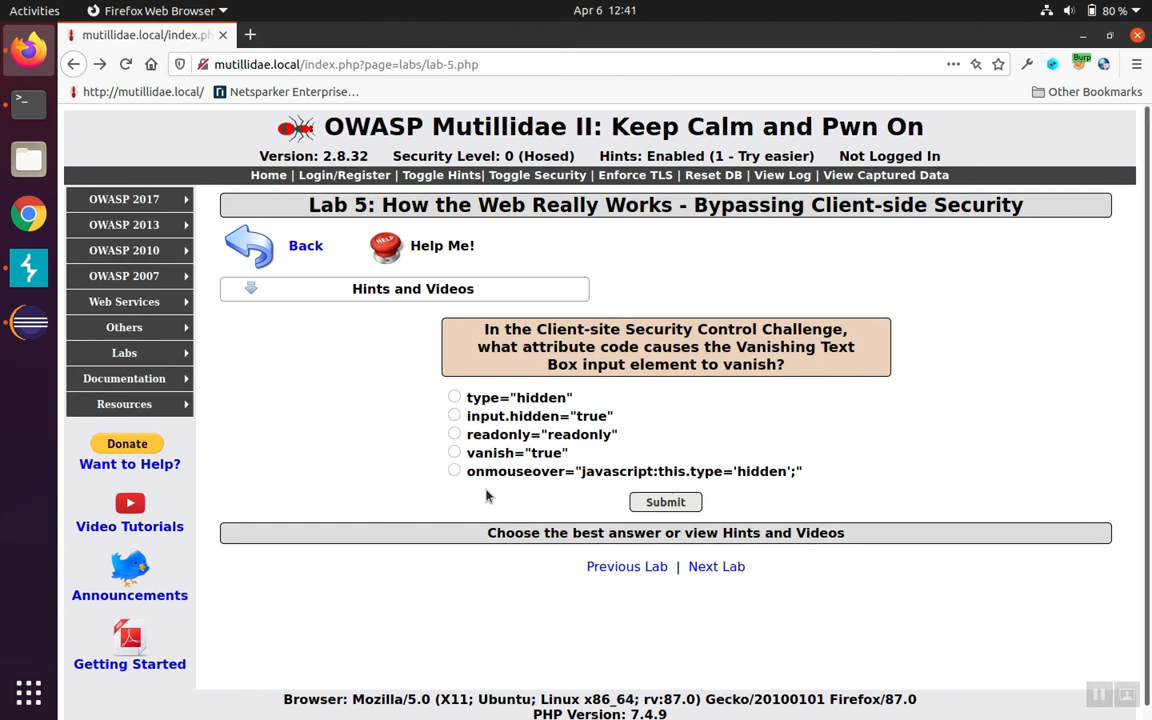 Activities
Firefox Web Browser
Apr 6 12:41
80 %
mutillidae.local/index.ph
mutillidae.local/index.php?page=labs/lab-5.php
Burp
http://mutillidae.local/
Netsparker Enterprise…
Other Bookmarks
OWASP Mutillidae II: Keep Calm and Pwn On
Version: 2.8.32
Security Level: 0 (Hosed)
Hints: Enabled (1 - Try easier)
Not Logged In
Home | Login/Register | Toggle Hints| Toggle Security | Enforce TLS | Reset DB | View Log | View Captured Data
OWASP 2017
OWASP 2013
OWASP 2010
OWASP 2007
Web Services
Others
Labs
Documentation
Resources
Donate
Want to Help?
Video Tutorials
Announcements
Getting Started
Lab 5: How the Web Really Works - Bypassing Client-side Security
Back
HELP
Help Me!
Hints and Videos
In the Client-site Security Control Challenge,
what attribute code causes the Vanishing Text
Box input element to vanish?
type="hidden"
input.hidden="true"
readonly="readonly"
vanish="true"
onmouseover="javascript:this.type='hidden';"
Submit
Choose the best answer or view Hints and Videos
Previous Lab | Next Lab
Browser: Mozilla/5.0 (X11; Ubuntu; Linux x86_64; rv:87.0) Gecko/20100101 Firefox/87.0
PHP Version: 7.4.9